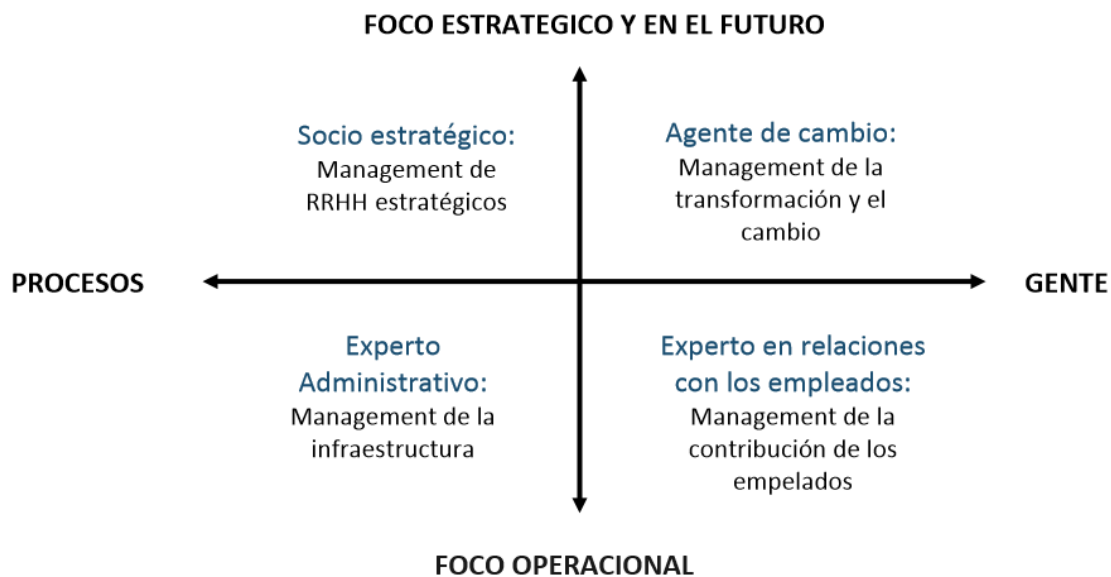 FOCO ESTRATEGICO Y EN EL FUTURO
Socio estratégico:
Management de
RRHH estratégicos
Agente de cambio:
Management de la
transformación y el
cambio
PROCESOS
GENTE
Experto
Administrativo:
Management de la
infraestructura
Experto en relaciones
con los empleados:
Management de la
contribución de los
empelados
FOCO OPERACIONAL